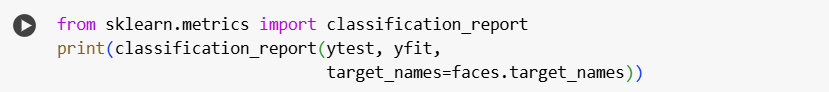 from sklearn.metrics import classification_report
print(classification_report(ytest, yfit,
                            target_names=faces.target_names))